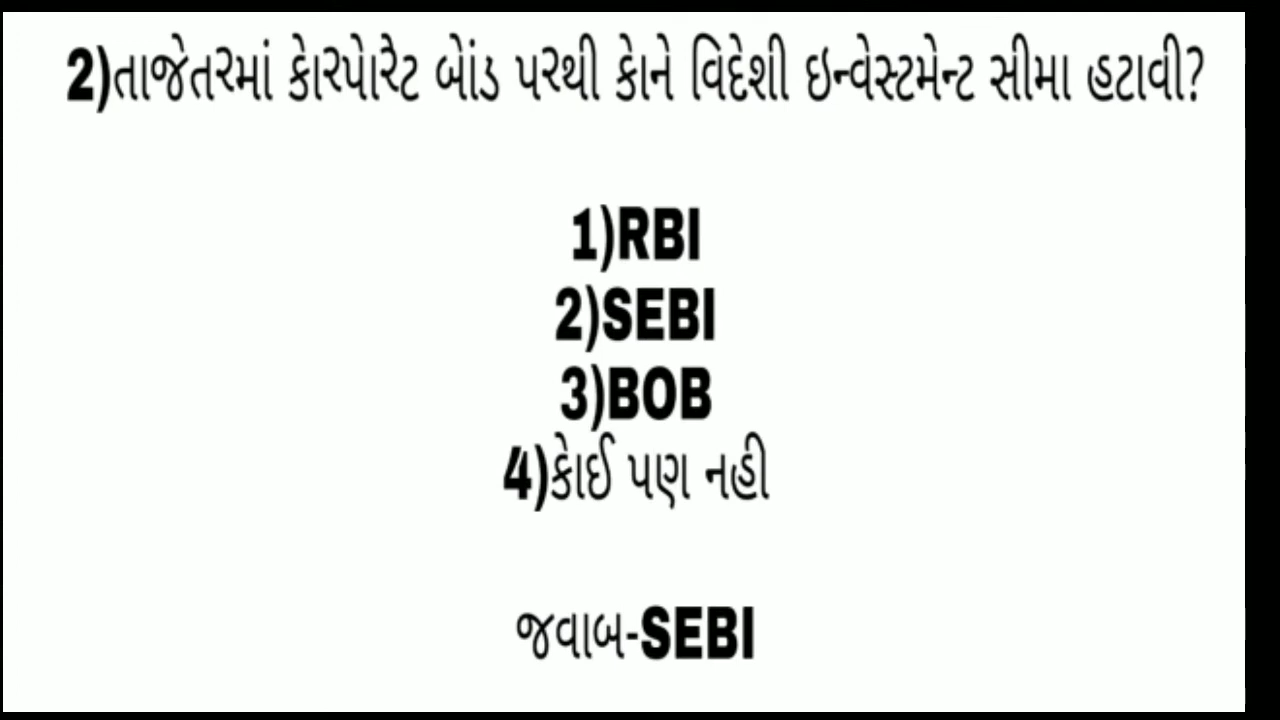 2)તાજેતરમાં કોરપોરેટ બોંડ પરથી કોને વિદેશી ઇન્વેસ્ટમેન્ટ સીમા હટાવી?
1)RBI
2)SEBI
3)BOB
4)કોઈ પણ નહી
જવાબ-SEBI